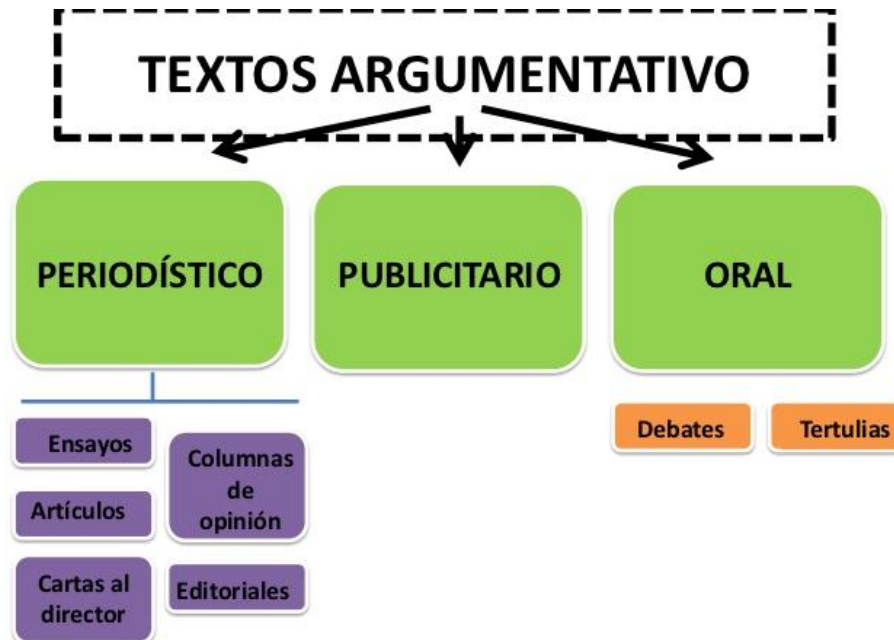 TEXTOS ARGUMENTATIVO
PERIODÍSTICO
PUBLICITARIO
ORAL
Ensayos
Artículos
Cartas al
director
Columnas
de
opinión
Editoriales
Debates
Tertulias